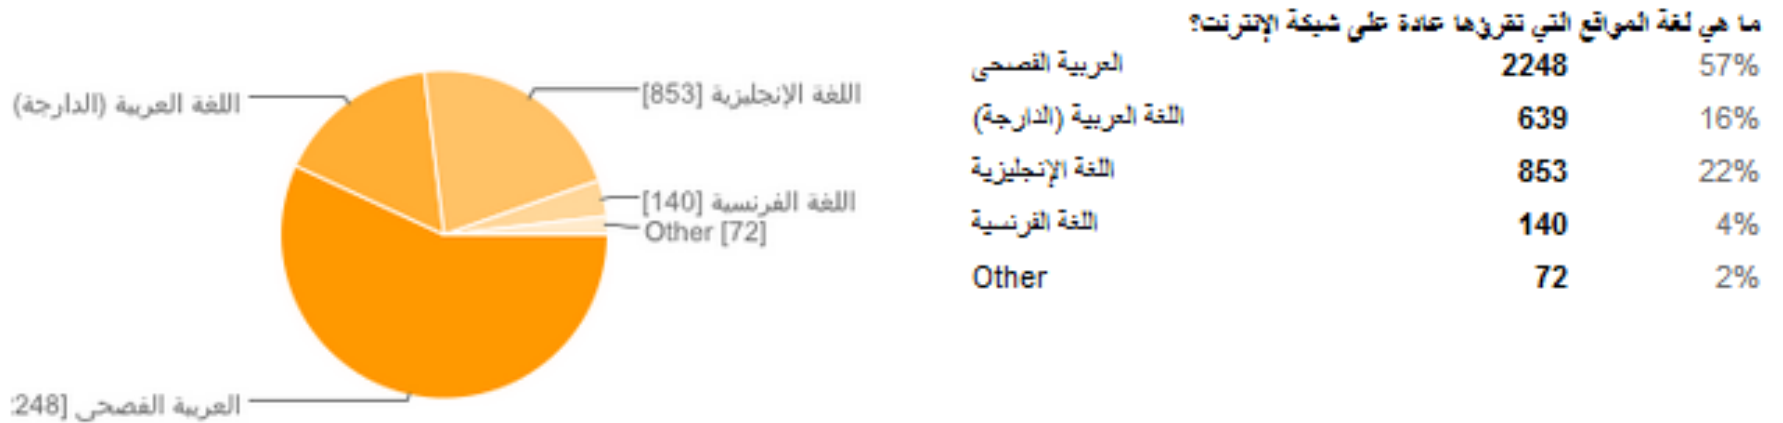 ما هي لغة المواقع التي تقرؤها عادة على شبكة الإنترنت؟
العربية الفصحى 2248 57%
اللغة العربية (الدارجة) 639 16%
اللغة الإنجليزية 853 22%
اللغة الفرنسية 140 4%
Other 72 2%
اللغة الإنجليزية [853]
اللغة العربية (الدارجة)
اللغة الفرنسية [140]
Other [72]
العربية الفصحى [2248